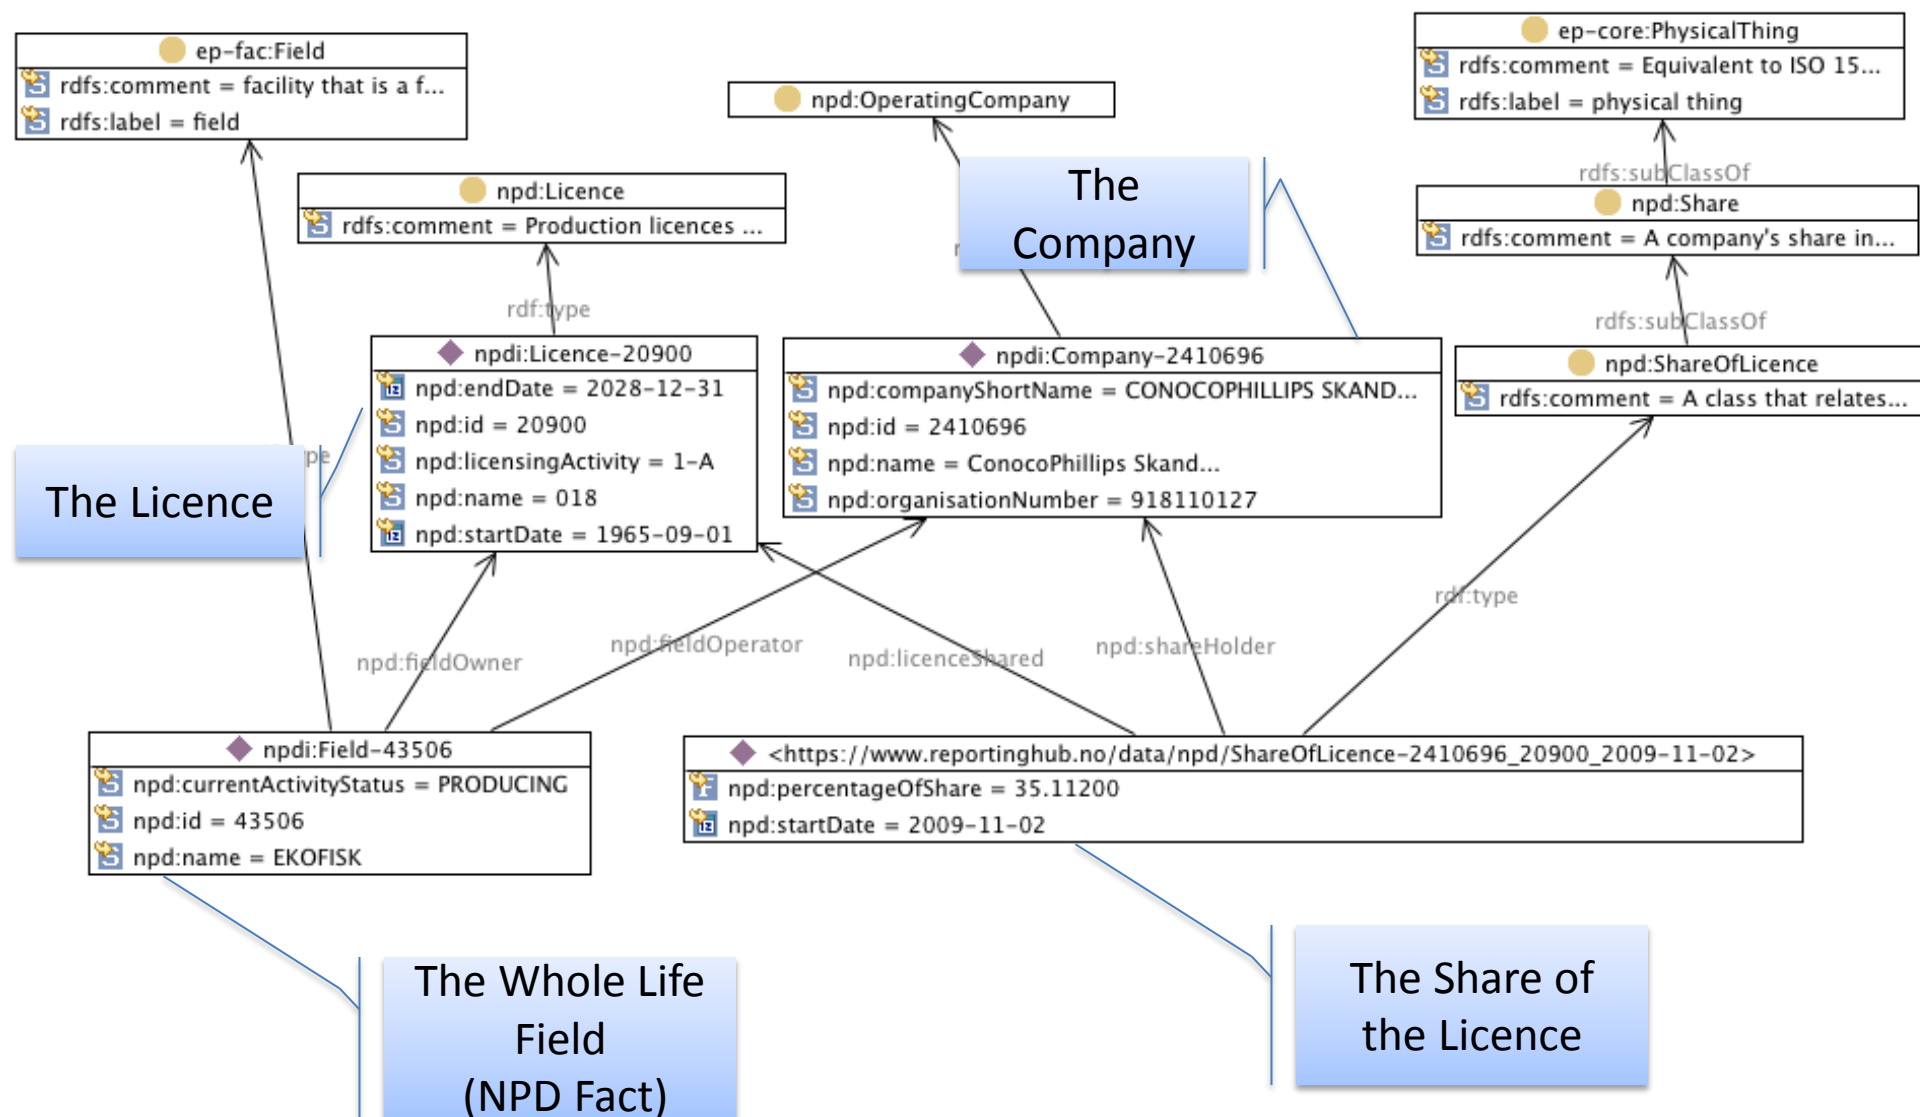 ep-fac:Field
rdfs:comment = facility that is a f...
rdfs:label = field
npd:OperatingCompany
ep-core:PhysicalThing
rdfs:comment = Equivalent to ISO 15...
rdfs:label = physical thing
rdfs:subClassOf
npd:Licence
rdfs:comment = Production licences ...
The
Company
npd:Share
rdfs:comment = A company's share in...
rdf:type
rdfs:subClassOf
npdi:Licence-20900
npd:endDate = 2028-12-31
npd:id = 20900
npd:licensingActivity = 1-A
npd:name = 018
npd:startDate = 1965-09-01
npdi:Company-2410696
npd:companyShortName = CONOCOPHILLIPS SKAND...
npd:id = 2410696
npd:name = ConocoPhillips Skand...
npd:organisationNumber = 918110127
npd:ShareOfLicence
rdfs:comment = A class that relates...
The Licence
rdf:type
npd:fieldOwner
npd:fieldOperator
npd:licenceShared
npd:shareHolder
npdi:Field-43506
npd:currentActivityStatus = PRODUCING
npd:id = 43506
npd:name = EKOFISK
<https://www.reportinghub.no/data/npd/ShareOfLicence-2410696_20900_2009-11-02>
npd:percentageOfShare = 35.11200
npd:startDate = 2009-11-02
The Whole Life
Field
(NPD Fact)
The Share of
the Licence